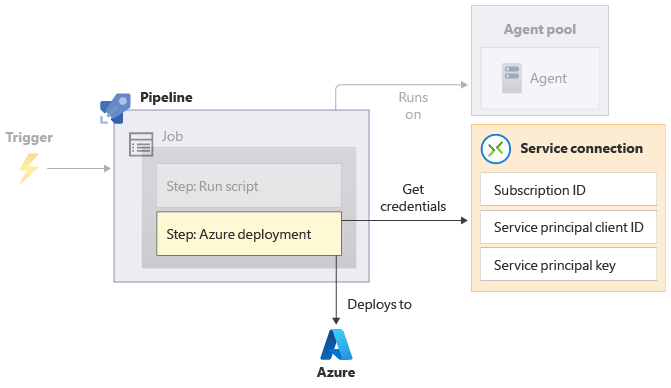 Agent pool
Agent
Pipeline
Runs
on
Trigger
Job
Service connection
Step: Run script
Get
credentials
Subscription ID
Step: Azure deployment
Service principal client ID
Service principal key
Deploys to
Azure